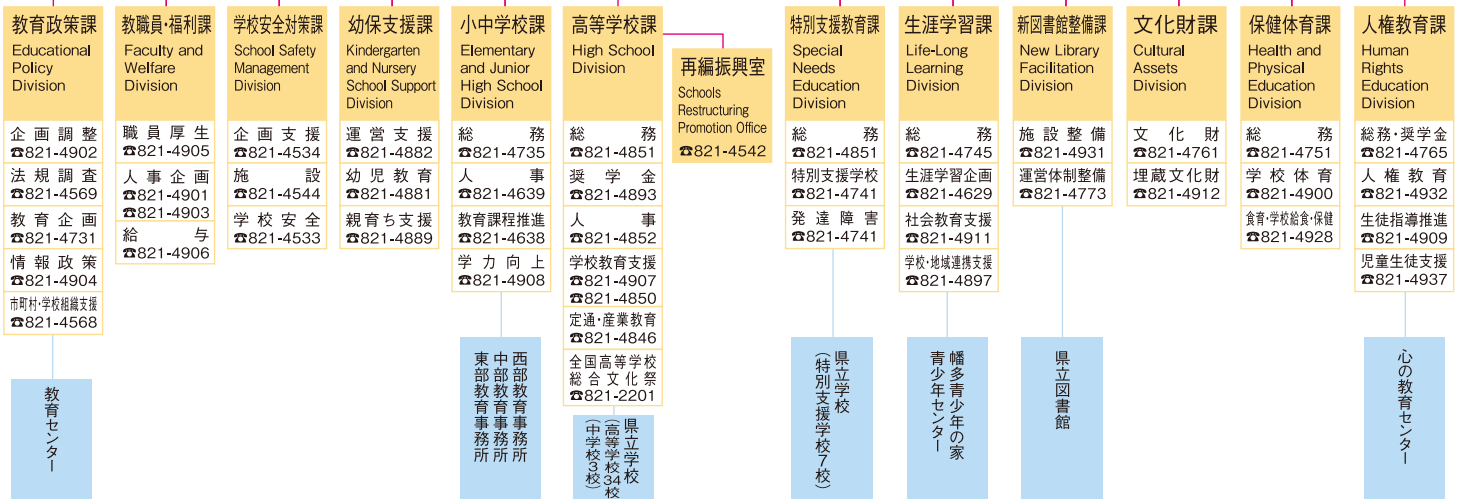 教育政策課
Educational
Policy
Division
企画調整
☎821-4902
法規調査
☎821-4569
教育企画
☎821-4731
情報政策
☎821-4904
市町村・学校組織支援
☎821-4568
教育センター
教職員・福利課
Faculty and
Welfare
Division
職員厚生
☎821-4905
人事企画
☎821-4901
☎821-4903
給与
☎821-4906
学校安全対策課
School Safety
Management
Division
企画支援
☎821-4534
施設
☎821-4544
学校安全
☎821-4533
幼保支援課
Kindergarten
and Nursery
School Support
Division
運営支援
☎821-4882
幼児教育
☎821-4881
親育ち支援
☎821-4889
小中学校課
Elementary
and Junior
High School
Division
総務
☎821-4735
人事
☎821-4639
教育課程推進
☎821-4638
学力向上
☎821-4908
西部教育事務所
中部教育事務所
東部教育事務所
高等学校課
High School
Division
総務
☎821-4851
奨学金
☎821-4893
人事
☎821-4852
学校教育支援
☎821-4907
☎821-4850
定通・産業教育
☎821-4846
全国高等学校
総合文化祭
☎821-2201
県立学校
(高等学校34校)
(中学校3校)
再編振興室
Schools
Restructuring
Promotion Office
☎821-4542
特別支援教育課
Special
Needs
Education
Division
総務
☎821-4851
特別支援学校
☎821-4741
発達障害
☎821-4741
県立学校
(特別支援学校7校)
生涯学習課
Life-Long
Learning
Division
総務
☎821-4745
生涯学習企画
☎821-4629
社会教育支援
☎821-4911
学校・地域連携支援
☎821-4897
幡多青少年の家
青少年センター
新図書館整備課
New Library
Facilitation
Division
施設整備
☎821-4931
運営体制整備
☎821-4773
県立図書館
文化財課
Cultural
Assets
Division
文化財
☎821-4761
埋蔵文化財
☎821-4912
保健体育課
Health and
Physical
Education
Division
総務
☎821-4751
学校体育
☎821-4900
食育・学校給食・保健
☎821-4928
人権教育課
Human
Rights
Education
Division
総務・奨学金
☎821-4765
人権教育
☎821-4932
生徒指導推進
☎821-4909
児童生徒支援
☎821-4937
心の教育センター